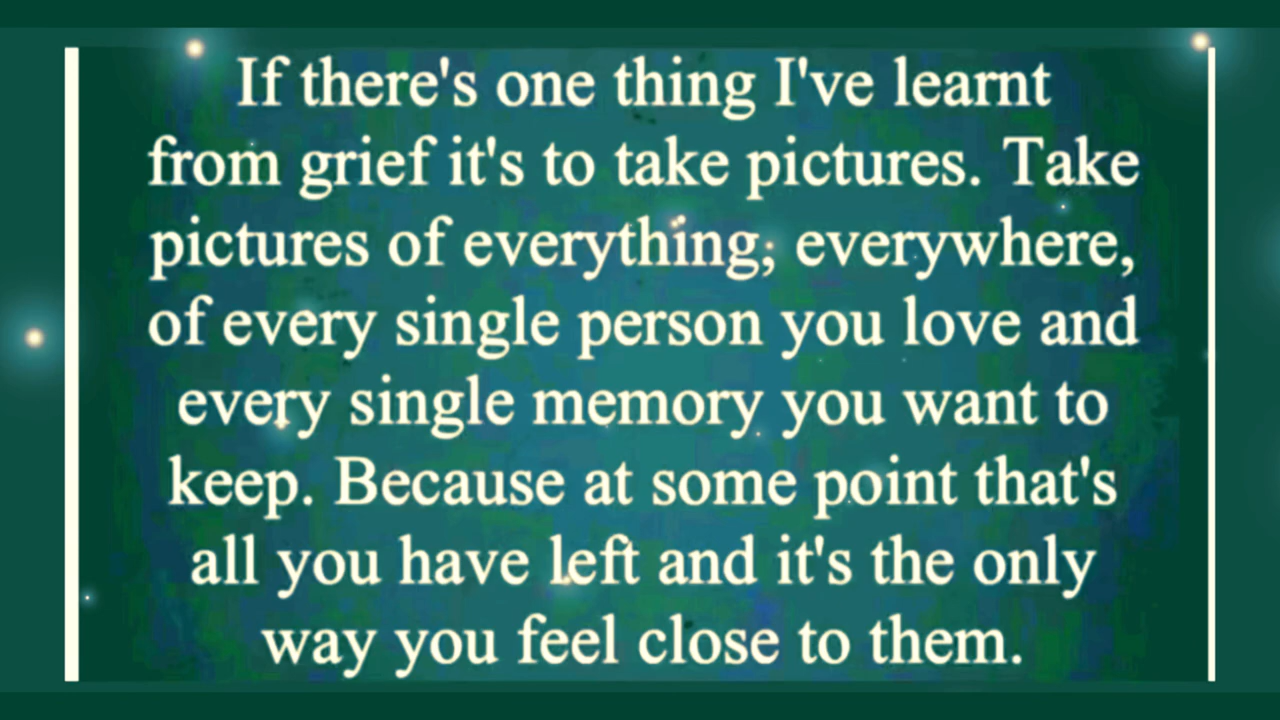 If there's one thing I've learnt
from grief it's to take pictures. Take
pictures of everything; everywhere,
of every single person you love and
every single memory you want to
keep. Because at some point that's
all you have left and it's the only
way you feel close to them.